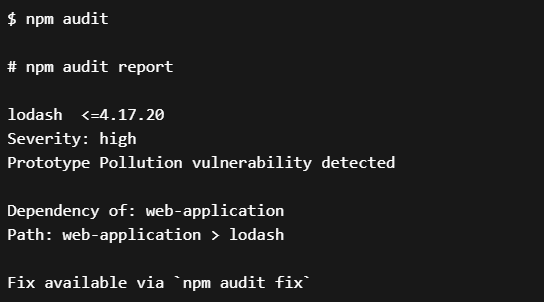 $ npm audit
# npm audit report
lodash  <=4.17.20
Severity: high
Prototype Pollution vulnerability detected
Dependency of: web-application
Path: web-application > lodash
Fix available via `npm audit fix`